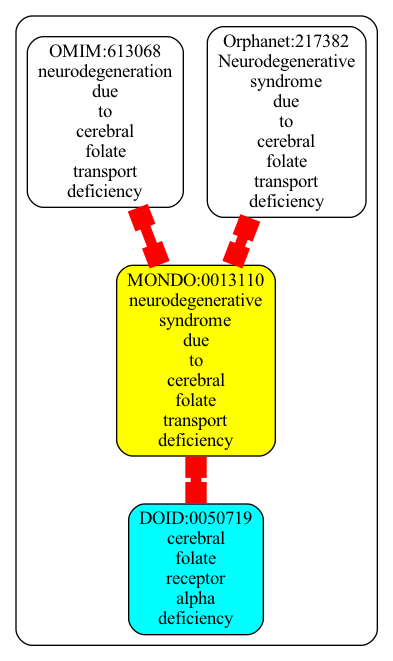 OMIM:613068
neurodegeneration
due
to
cerebral
folate
transport
deficiency
Orphanet:217382
Neurodegenerative
syndrome
due
to
cerebral
folate
transport
deficiency
MONDO:0013110
neurodegenerative
syndrome
due
to
cerebral
folate
transport
deficiency
DOID:0050719
cerebral
folate
receptor
alpha
deficiency